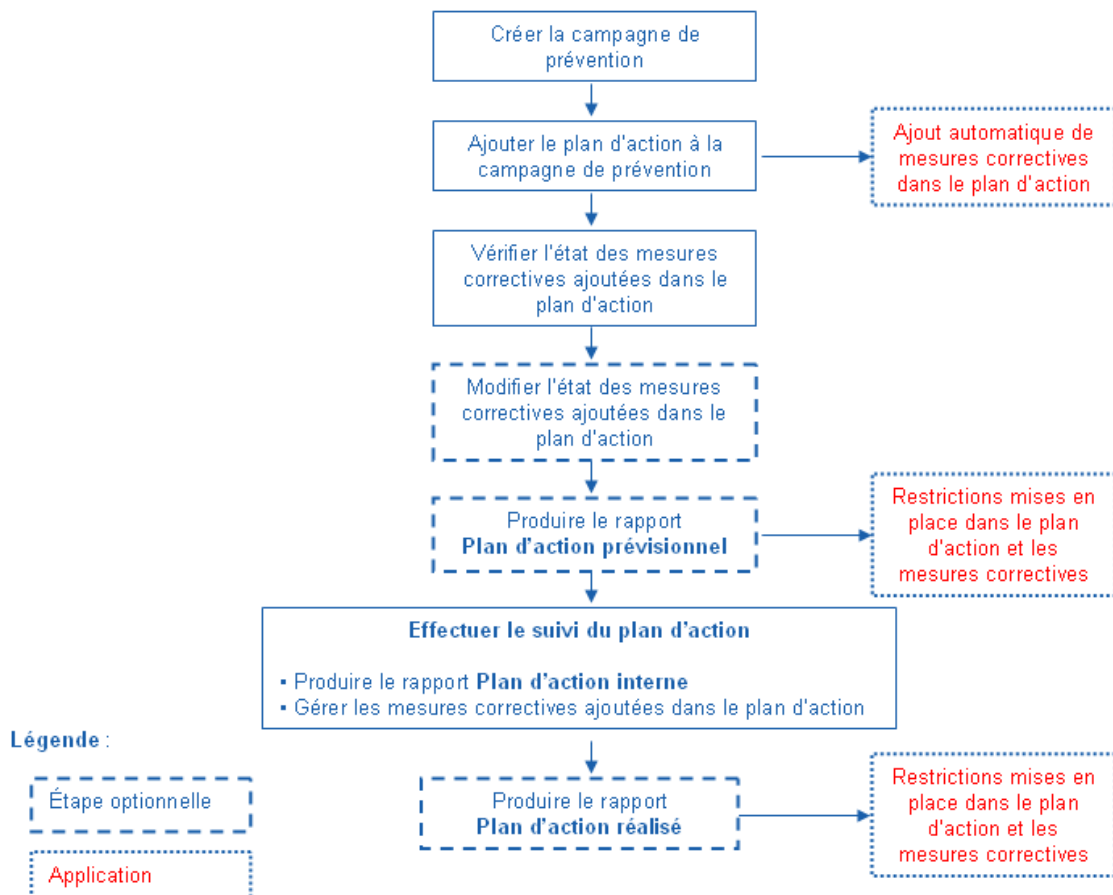 Créer la campagne de
prévention
Ajouter le plan d'action à la
campagne de prévention
Ajout automatique de
mesures correctives
dans le plan d'action
Vérifier l'état des mesures
correctives ajoutées dans le
plan d'action
Modifier l'état des mesures
correctives ajoutées dans le
plan d'action
Produire le rapport
Plan d'action prévisionnel
Restrictions mises en
place dans le plan
d'action et les
mesures correctives
Effectuer le suivi du plan d'action
▪ Produire le rapport Plan d'action interne
▪ Gérer les mesures correctives ajoutées dans le plan d'action
Produire le rapport
Plan d'action réalisé
Restrictions mises en
place dans le plan
d'action et les
mesures correctives
Légende :
Étape optionnelle
Application